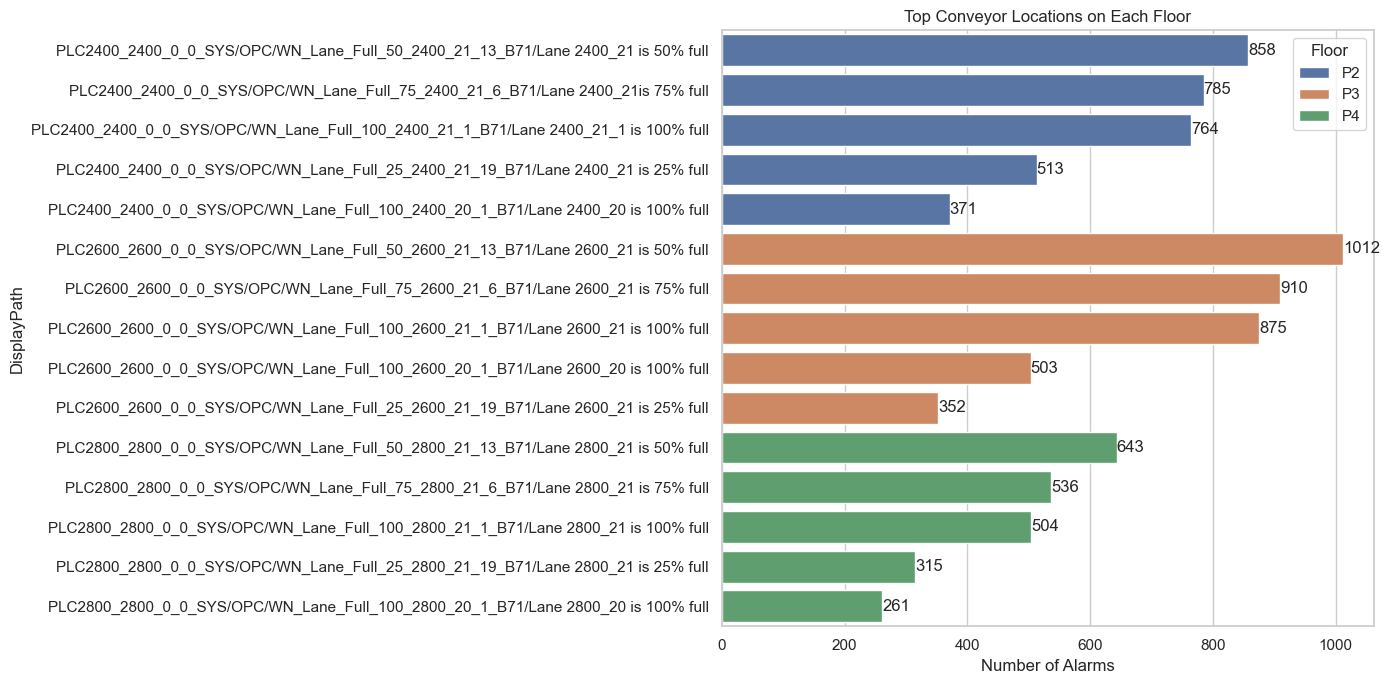 Top Conveyor Locations on Each Floor
PLC2400_2400_0_0_SYS/OPC/WN_Lane_Full_50_2400_21_13_B71/Lane 2400_21 is 50% full
858
PLC2400_2400_0_0_SYS/OPC/WN_Lane_Full_75_2400_21_6_B71/Lane 2400_21is 75% full
785
PLC2400_2400_0_0_SYS/OPC/WN_Lane_Full_100_2400_21_1_B71/Lane 2400_21_1 is 100% full
764
PLC2400_2400_0_0_SYS/OPC/WN_Lane_Full_25_2400_21_19_B71/Lane 2400_21 is 25% full
513
PLC2400_2400_0_0_SYS/OPC/WN_Lane_Full_100_2400_20_1_B71/Lane 2400_20 is 100% full
371
PLC2600_2600_0_0_SYS/OPC/WN_Lane_Full_50_2600_21_13_B71/Lane 2600_21 is 50% full
1012
PLC2600_2600_0_0_SYS/OPC/WN_Lane_Full_75_2600_21_6_B71/Lane 2600_21 is 75% full
910
PLC2600_2600_0_0_SYS/OPC/WN_Lane_Full_100_2600_21_1_B71/Lane 2600_21 is 100% full
875
PLC2600_2600_0_0_SYS/OPC/WN_Lane_Full_100_2600_20_1_B71/Lane 2600_20 is 100% full
503
PLC2600_2600_0_0_SYS/OPC/WN_Lane_Full_25_2600_21_19_B71/Lane 2600_21 is 25% full
352
PLC2800_2800_0_0_SYS/OPC/WN_Lane_Full_50_2800_21_13_B71/Lane 2800_21 is 50% full
643
PLC2800_2800_0_0_SYS/OPC/WN_Lane_Full_75_2800_21_6_B71/Lane 2800_21 is 75% full
536
PLC2800_2800_0_0_SYS/OPC/WN_Lane_Full_100_2800_21_1_B71/Lane 2800_21 is 100% full
504
PLC2800_2800_0_0_SYS/OPC/WN_Lane_Full_25_2800_21_19_B71/Lane 2800_21 is 25% full
315
PLC2800_2800_0_0_SYS/OPC/WN_Lane_Full_100_2800_20_1_B71/Lane 2800_20 is 100% full
261
DisplayPath
Floor
P2
P3
P4
0 200 400 600 800 1000
Number of Alarms